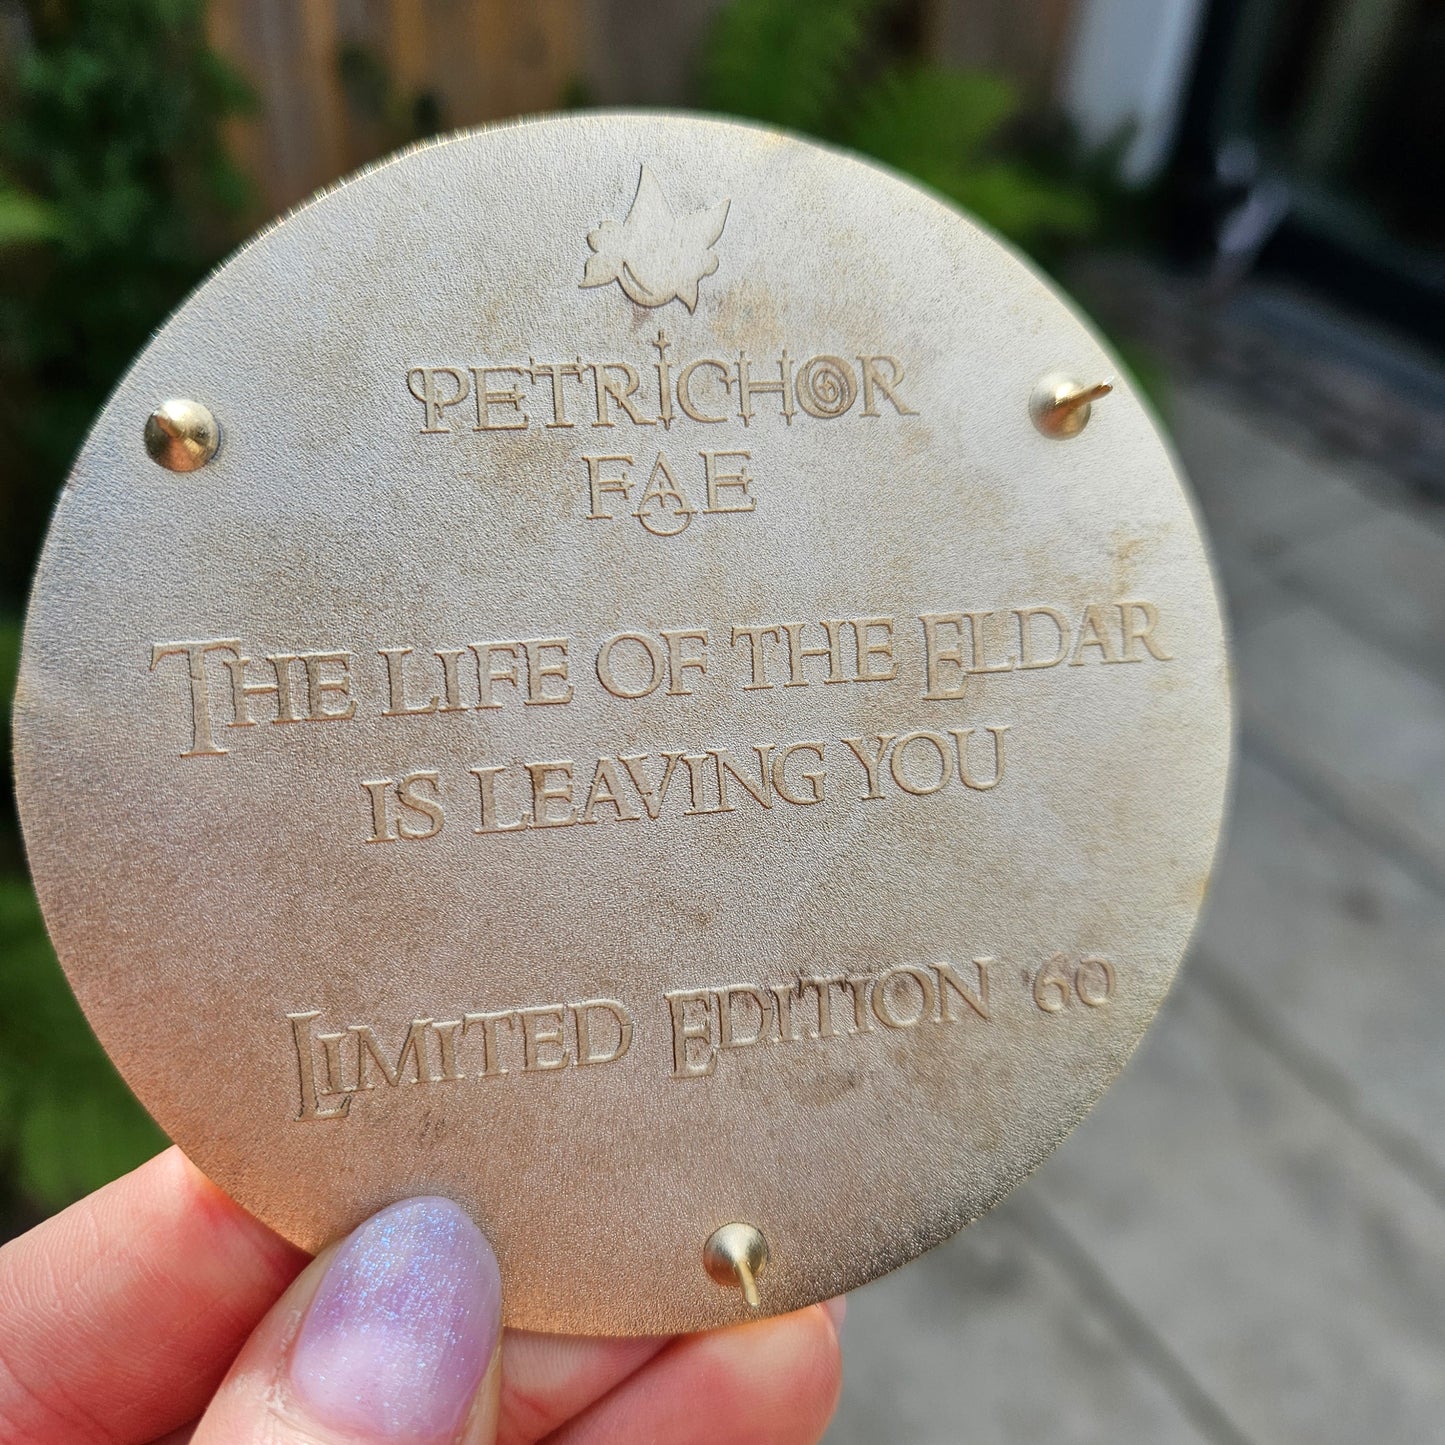 PETRICHOR
FAE
THE LIFE OF THE ELDAR
IS LEAVING YOU
LIMITED EDITION '60